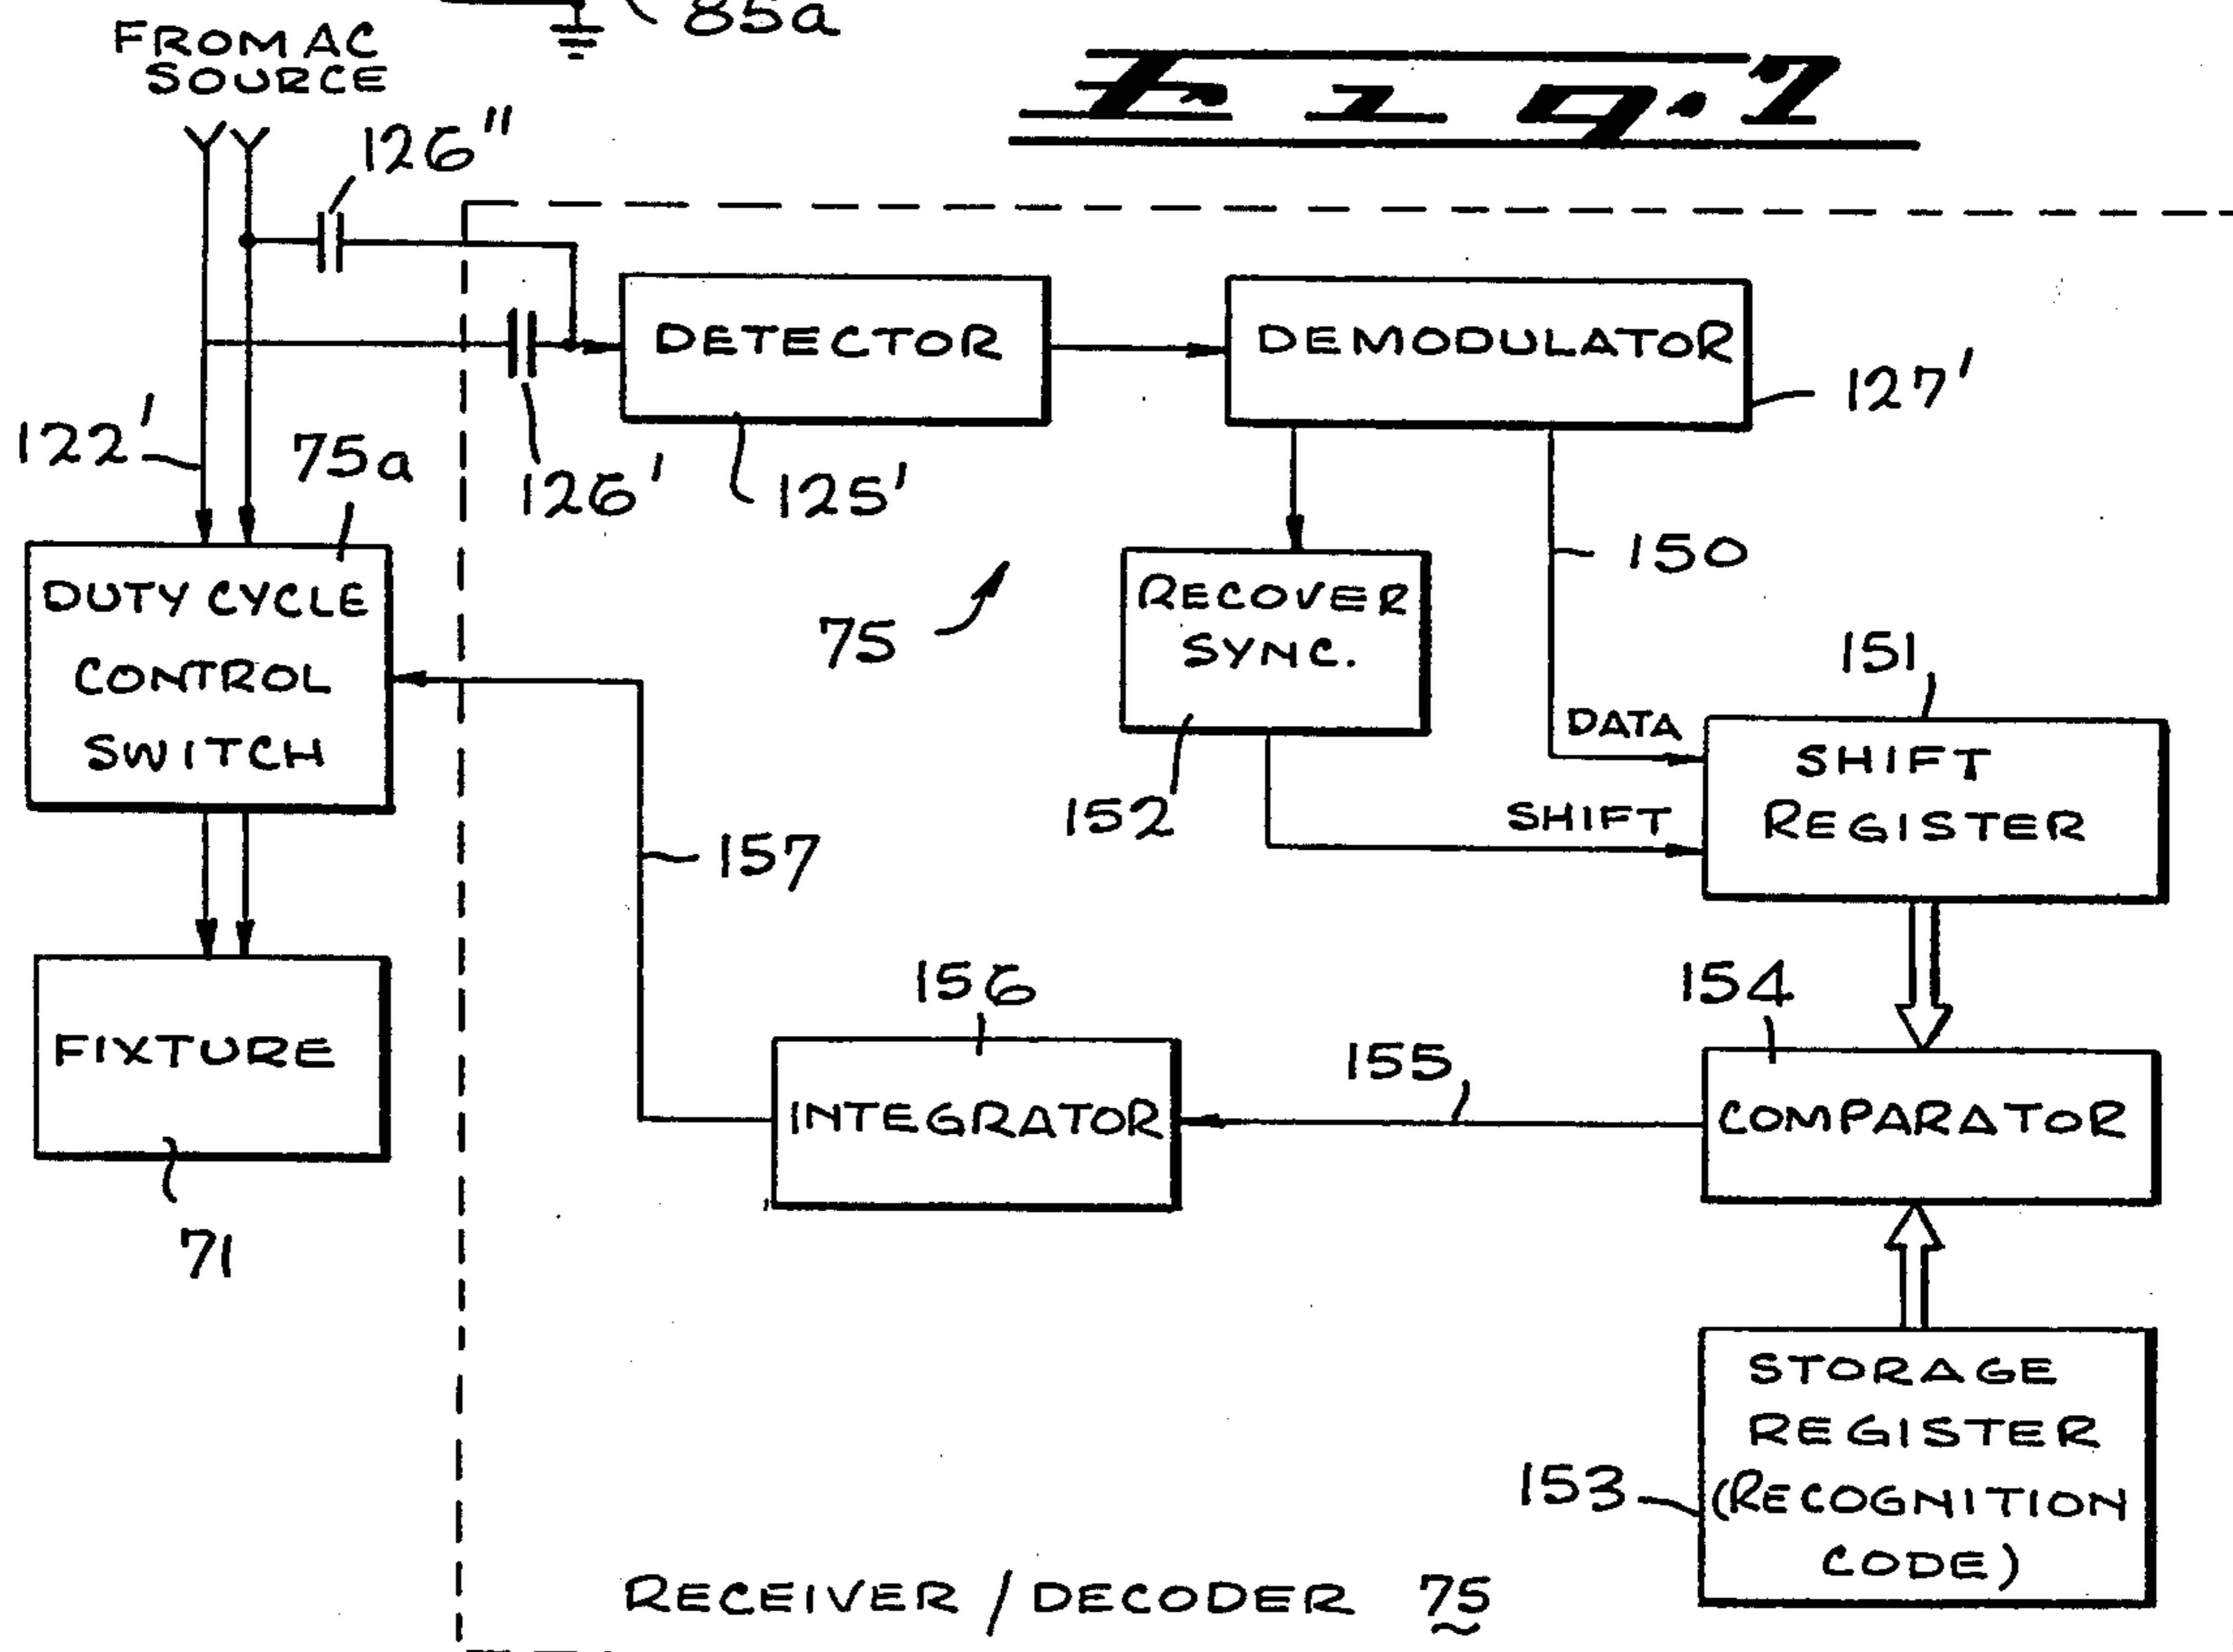 85a
FROM AC
SOURCE
Fig. 7
126"
DETECTOR
DEMODULATOR
127'
122'
75a
126'
125'
150
DUTY CYCLE
CONTROL
SWITCH
75
RECOVER
SYNC.
151
DATA
SHIFT
REGISTER
152
SHIFT
157
156
154
FIXTURE
155
INTEGRATOR
COMPARATOR
71
STORAGE
REGISTER
153
(RECOGNITION
CODE)
RECEIVER / DECODER 75